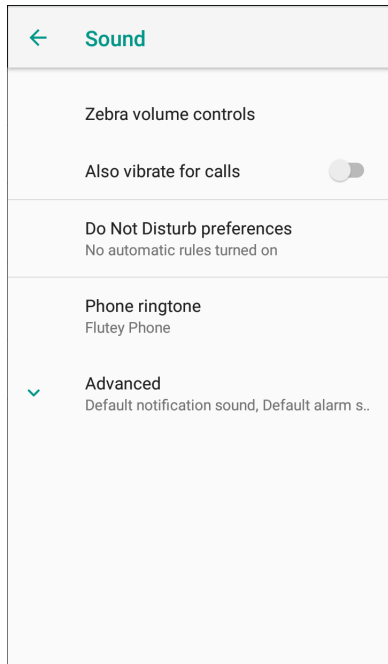 Sound
Zebra volume controls
Also vibrate for calls
Do Not Disturb preferences
No automatic rules turned on
Phone ringtone
Flutey Phone
Advanced
Default notification sound, Default alarm s..